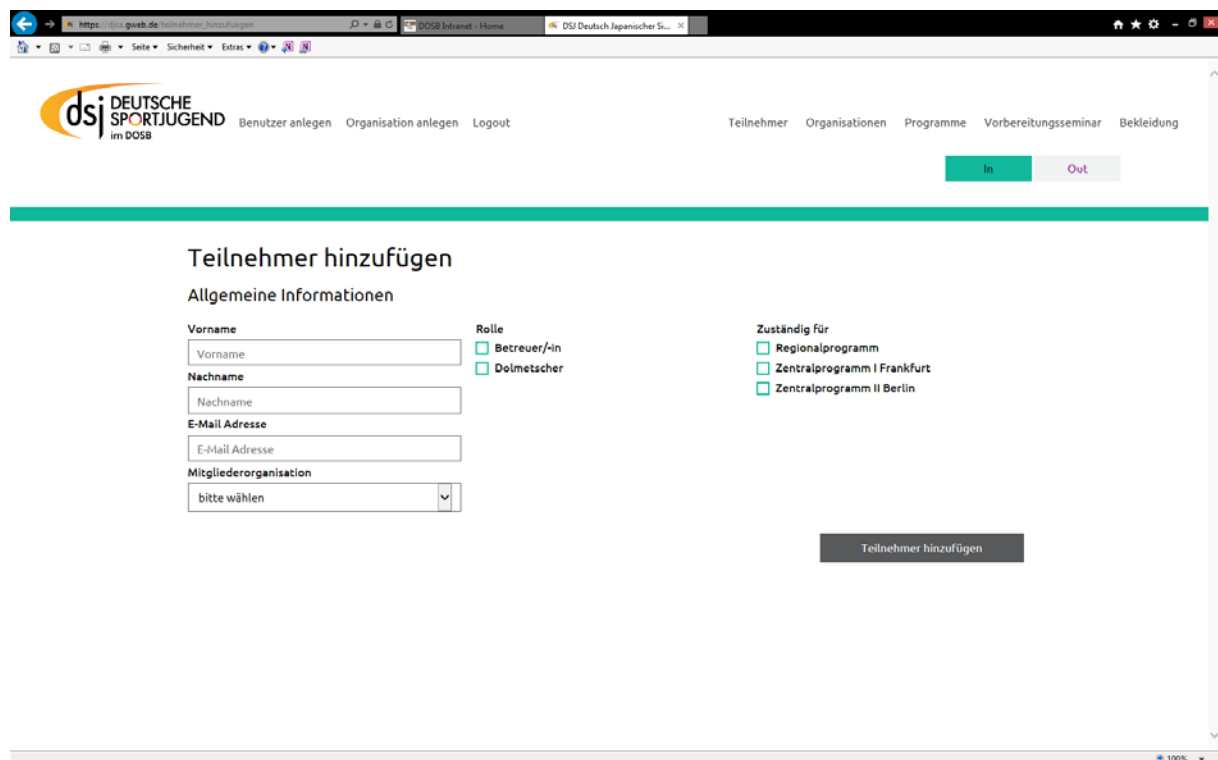 https://djsa.gweb.de/teilnehmer_hinzufuegen
DOSB Intranet - Home
DSJ Deutsch Japanischer Si...
Seite
Sicherheit
Extras
dsj DEUTSCHE
SPORTJUGEND
im DOSB
Benutzer anlegen Organisation anlegen Logout
Teilnehmer Organisationen Programme Vorbereitungsseminar Bekleidung
In Out
Teilnehmer hinzufügen
Allgemeine Informationen
Vorname
Vorname
Nachname
Nachname
E-Mail Adresse
E-Mail Adresse
Mitgliederorganisation
bitte wählen
Rolle
Betreuer/-in
Dolmetscher
Zuständig für
Regionalprogramm
Zentralprogramm I Frankfurt
Zentralprogramm II Berlin
Teilnehmer hinzufügen
100%